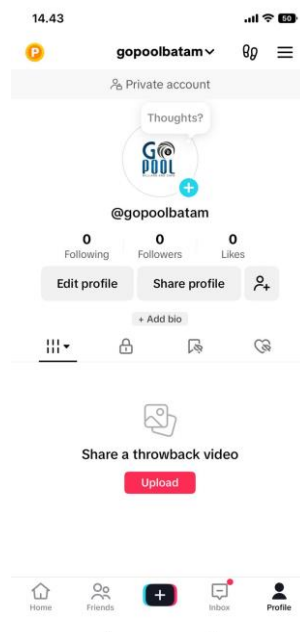 14.43
50
P
gopoolbatam
Private account
Thoughts?
GO
POOL
@gopoolbatam
0 0 0
Following Followers Likes
Edit profile Share profile
+ Add bio
Share a throwback video
Upload
Home Friends Inbox Profile